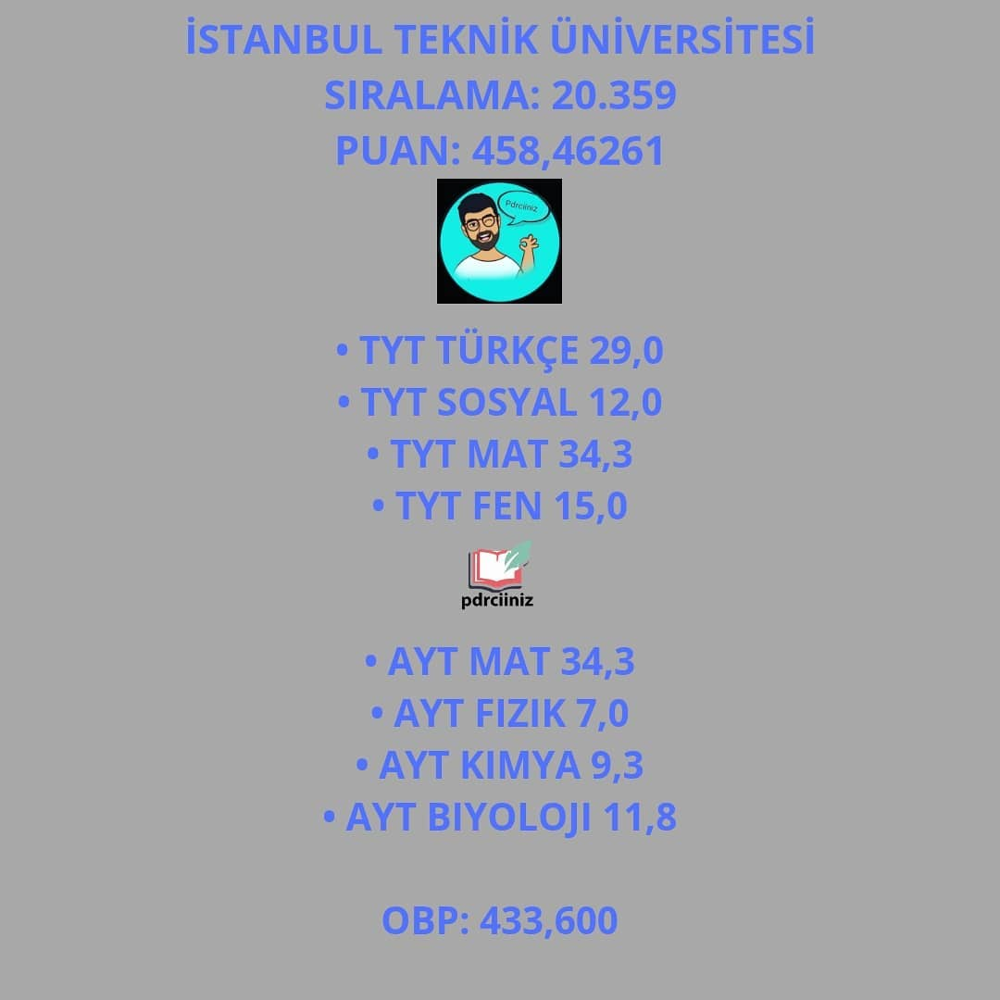 İSTANBUL TEKNİK ÜNİVERSİTESİ
SIRALAMA: 20.359
PUAN: 458,46261
Pdrciiniz
• TYT TÜRKÇE 29,0
• TYT SOSYAL 12,0
• TYT MAT 34,3
• TYT FEN 15,0
pdrciiniz
• AYT MAT 34,3
• AYT FIZIK 7,0
• AYT KIMYA 9,3
• AYT BIYOLOJI 11,8
OBP: 433,600